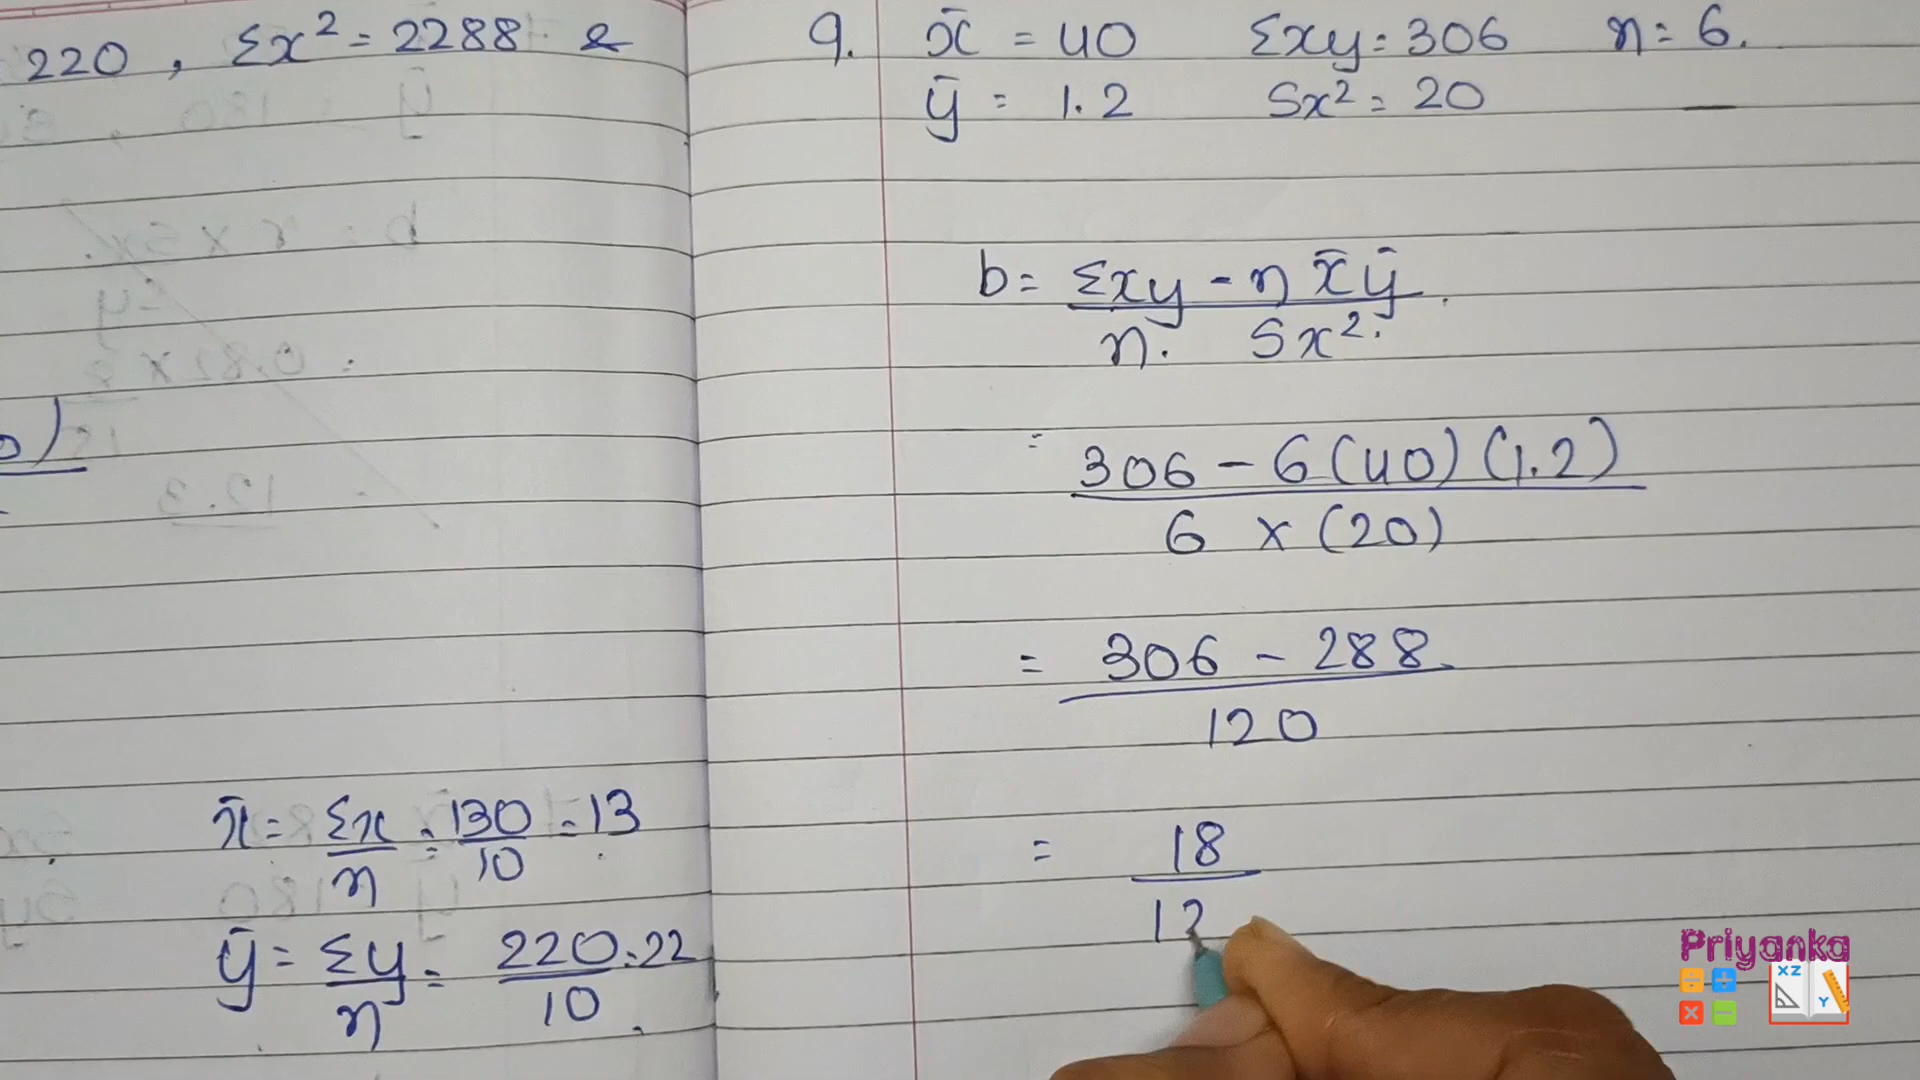 220 , Σx² = 2288 &
x̄ = Σx/n = 130/10 = 13
ȳ = Σy/n = 220/10 = 22
9. x̄ = 40 Σxy = 306 n = 6.
ȳ = 1.2 Sx² = 20
b = Σxy - n x̄ ȳ
n. Sx².
= 306 - 6(40)(1.2)
6 x (20)
= 306 - 288
120
= 18
12
Priyanka
XZ
Y